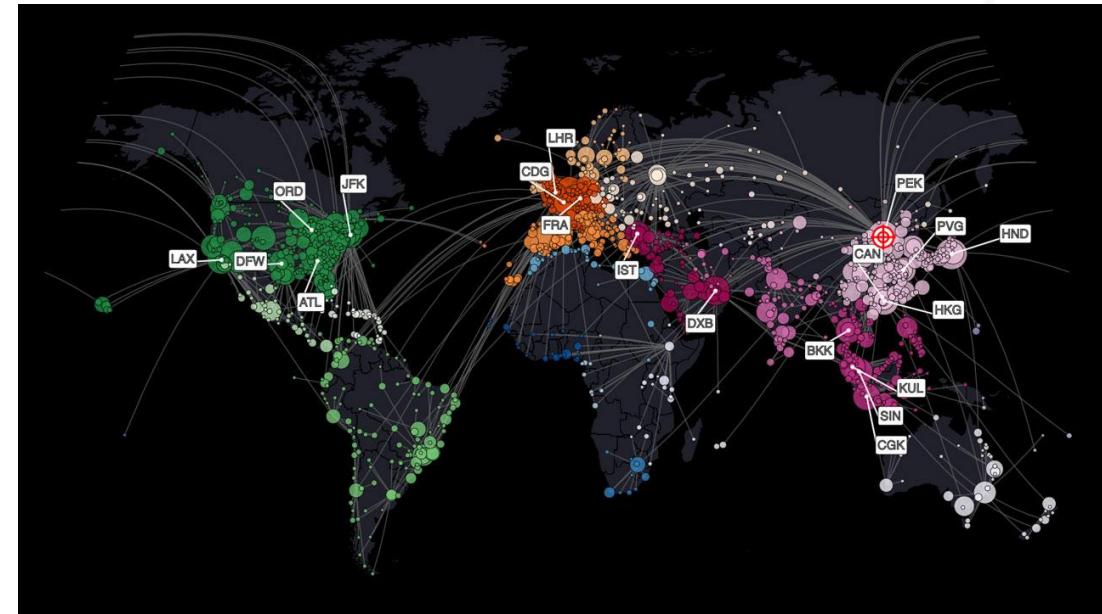 LHR
CDG
ORD
JFK
PEK
PVG
FRA
HND
LAX
DFW
CAN
IST
ATL
DXB
HKG
BKK
KUL
SIN
CGK